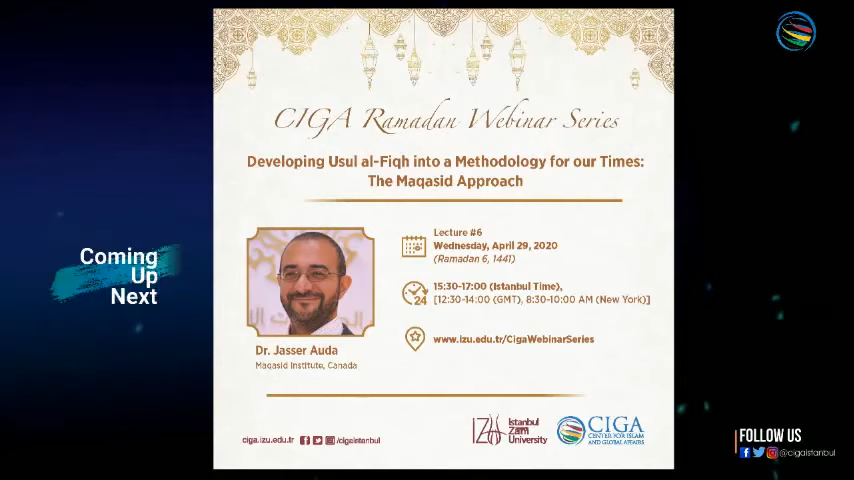 CIGA Ramadan Webinar Series
Developing Usul al-Fiqh into a Methodology for our Times:
The Maqasid Approach
Lecture #6
Wednesday, April 29, 2020
(Ramadan 6, 1441)
24
15:30-17:00 (Istanbul Time),
[12:30-14:00 (GMT), 8:30-10:00 AM (New York)]
www.izu.edu.tr/CigaWebinarSeries
Dr. Jasser Auda
Maqasid Institute, Canada
ciga.izu.edu.tr /cigaistanbul
IZU
Istanbul
Zaim
University
CIGA
CENTER FOR ISLAM
AND GLOBAL AFFAIRS
Coming
Up
Next
FOLLOW US
@cigaistanbul